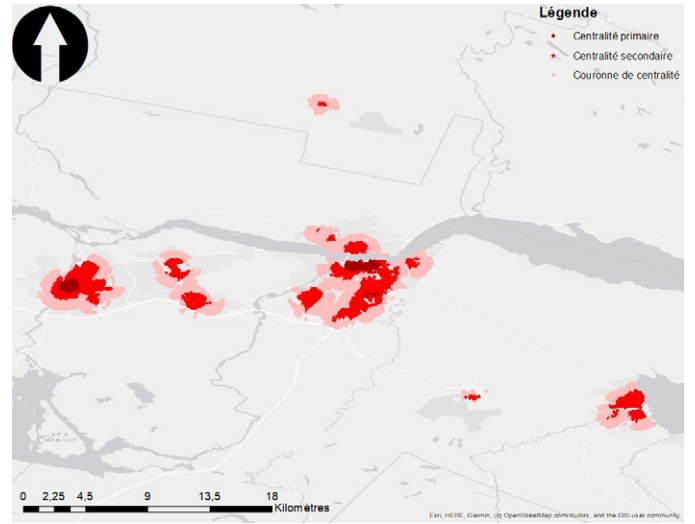 Légende
Centralité primaire
Centralité secondaire
Couronne de centralité
0 2,25 4,5 9 13,5 18
Kilomètres
Esri, HERE, Garmin, (c) OpenStreetMap contributors, and the GIS user community